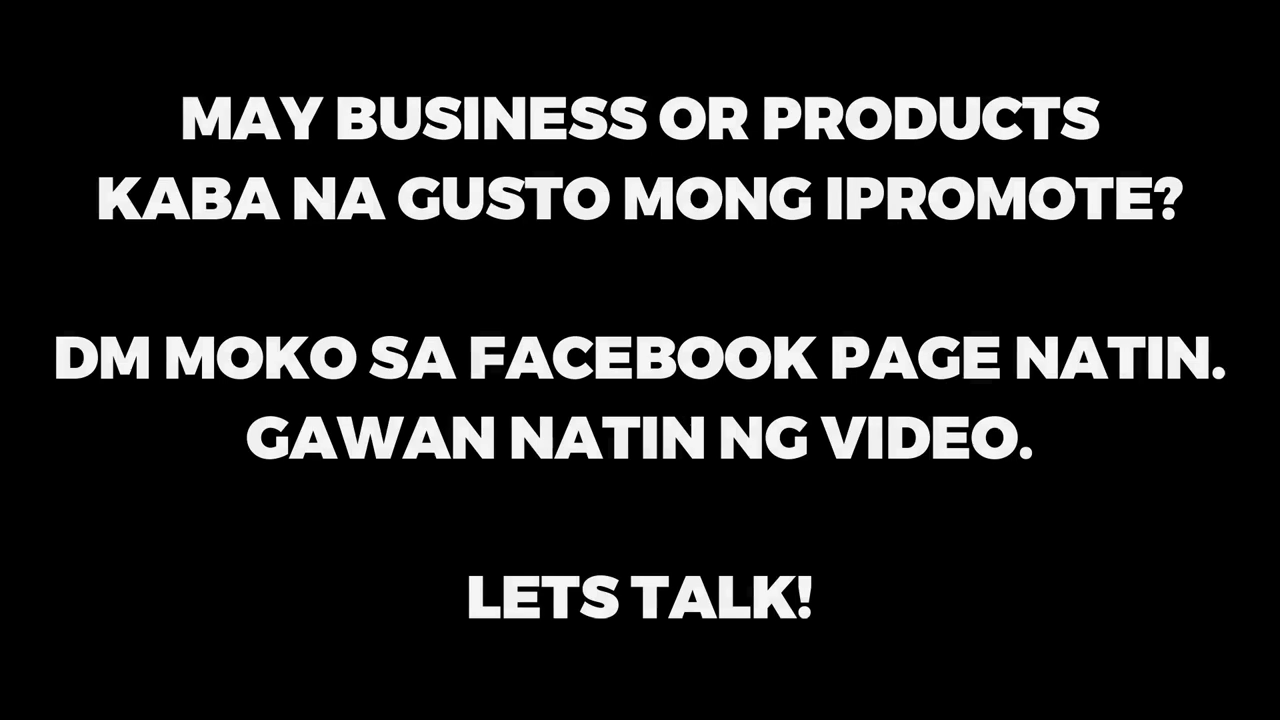 MAY BUSINESS OR PRODUCTS
KABA NA GUSTO MONG IPROMOTE?
DM MOKO SA FACEBOOK PAGE NATIN.
GAWAN NATIN NG VIDEO.
LETS TALK!